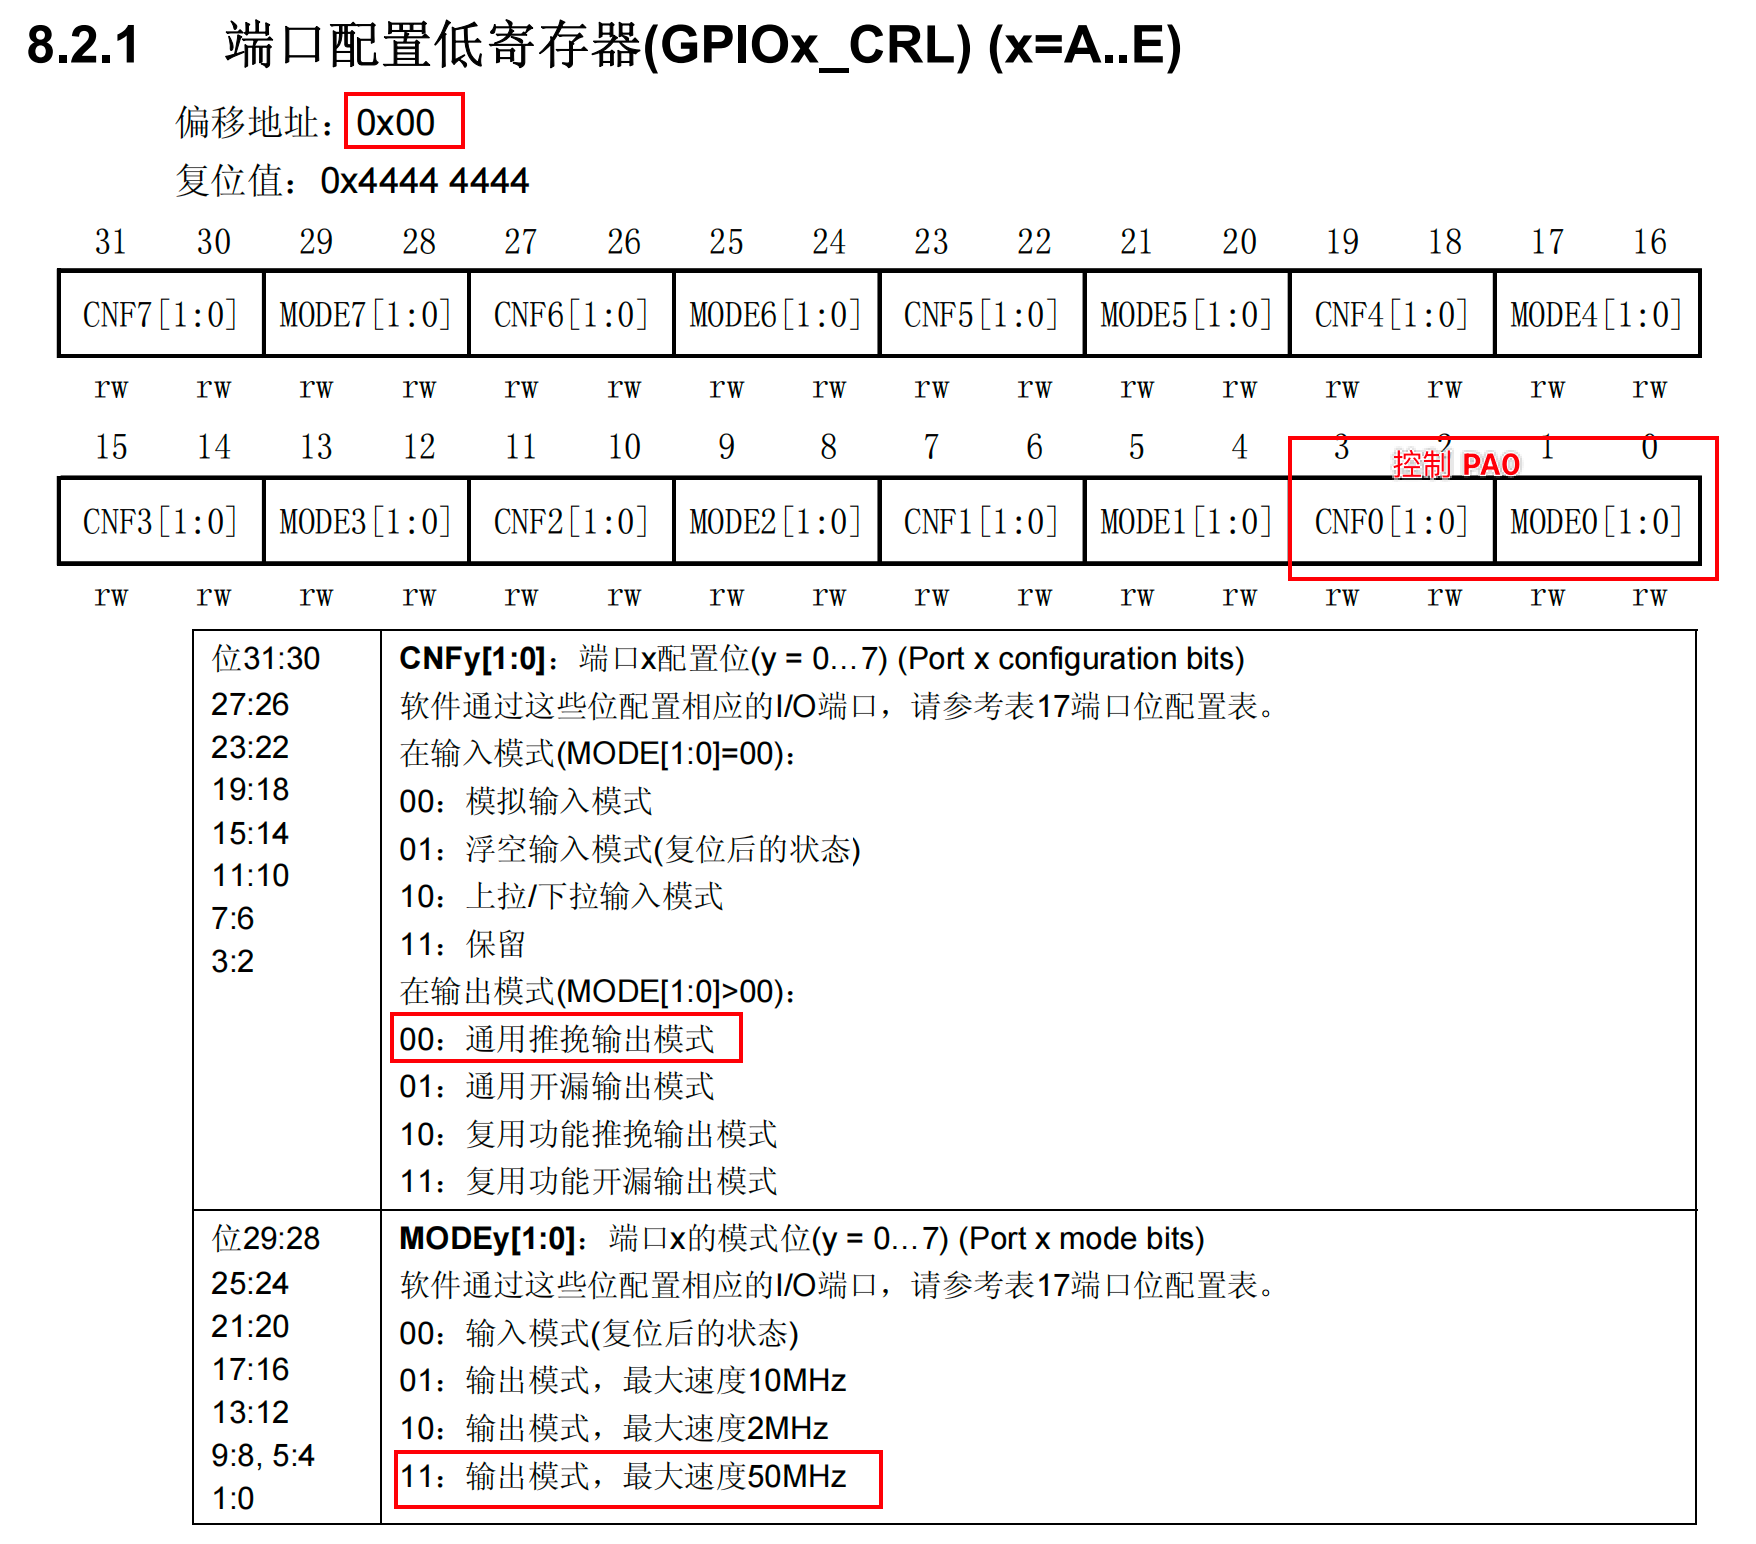 8.2.1 端口配置低寄存器(GPIOx_CRL) (x=A..E)
偏移地址：0x00
复位值：0x4444 4444
31 30 29 28 27 26 25 24 23 22 21 20 19 18 17 16
CNF7[1:0] MODE7[1:0] CNF6[1:0] MODE6[1:0] CNF5[1:0] MODE5[1:0] CNF4[1:0] MODE4[1:0]
rw rw rw rw rw rw rw rw rw rw rw rw rw rw rw rw
15 14 13 12 11 10 9 8 7 6 5 4 3 2 1 0
控制 PA0
CNF3[1:0] MODE3[1:0] CNF2[1:0] MODE2[1:0] CNF1[1:0] MODE1[1:0] CNF0[1:0] MODE0[1:0]
rw rw rw rw rw rw rw rw rw rw rw rw rw rw rw rw
位31:30
27:26
23:22
19:18
15:14
11:10
7:6
3:2
CNFy[1:0]：端口x配置位(y = 0…7) (Port x configuration bits)
软件通过这些位配置相应的I/O端口，请参考表17端口位配置表。
在输入模式(MODE[1:0]=00)：
00：模拟输入模式
01：浮空输入模式(复位后的状态)
10：上拉/下拉输入模式
11：保留
在输出模式(MODE[1:0]>00)：
00：通用推挽输出模式
01：通用开漏输出模式
10：复用功能推挽输出模式
11：复用功能开漏输出模式
位29:28
25:24
21:20
17:16
13:12
9:8, 5:4
1:0
MODEy[1:0]：端口x的模式位(y = 0…7) (Port x mode bits)
软件通过这些位配置相应的I/O端口，请参考表17端口位配置表。
00：输入模式(复位后的状态)
01：输出模式，最大速度10MHz
10：输出模式，最大速度2MHz
11：输出模式，最大速度50MHz